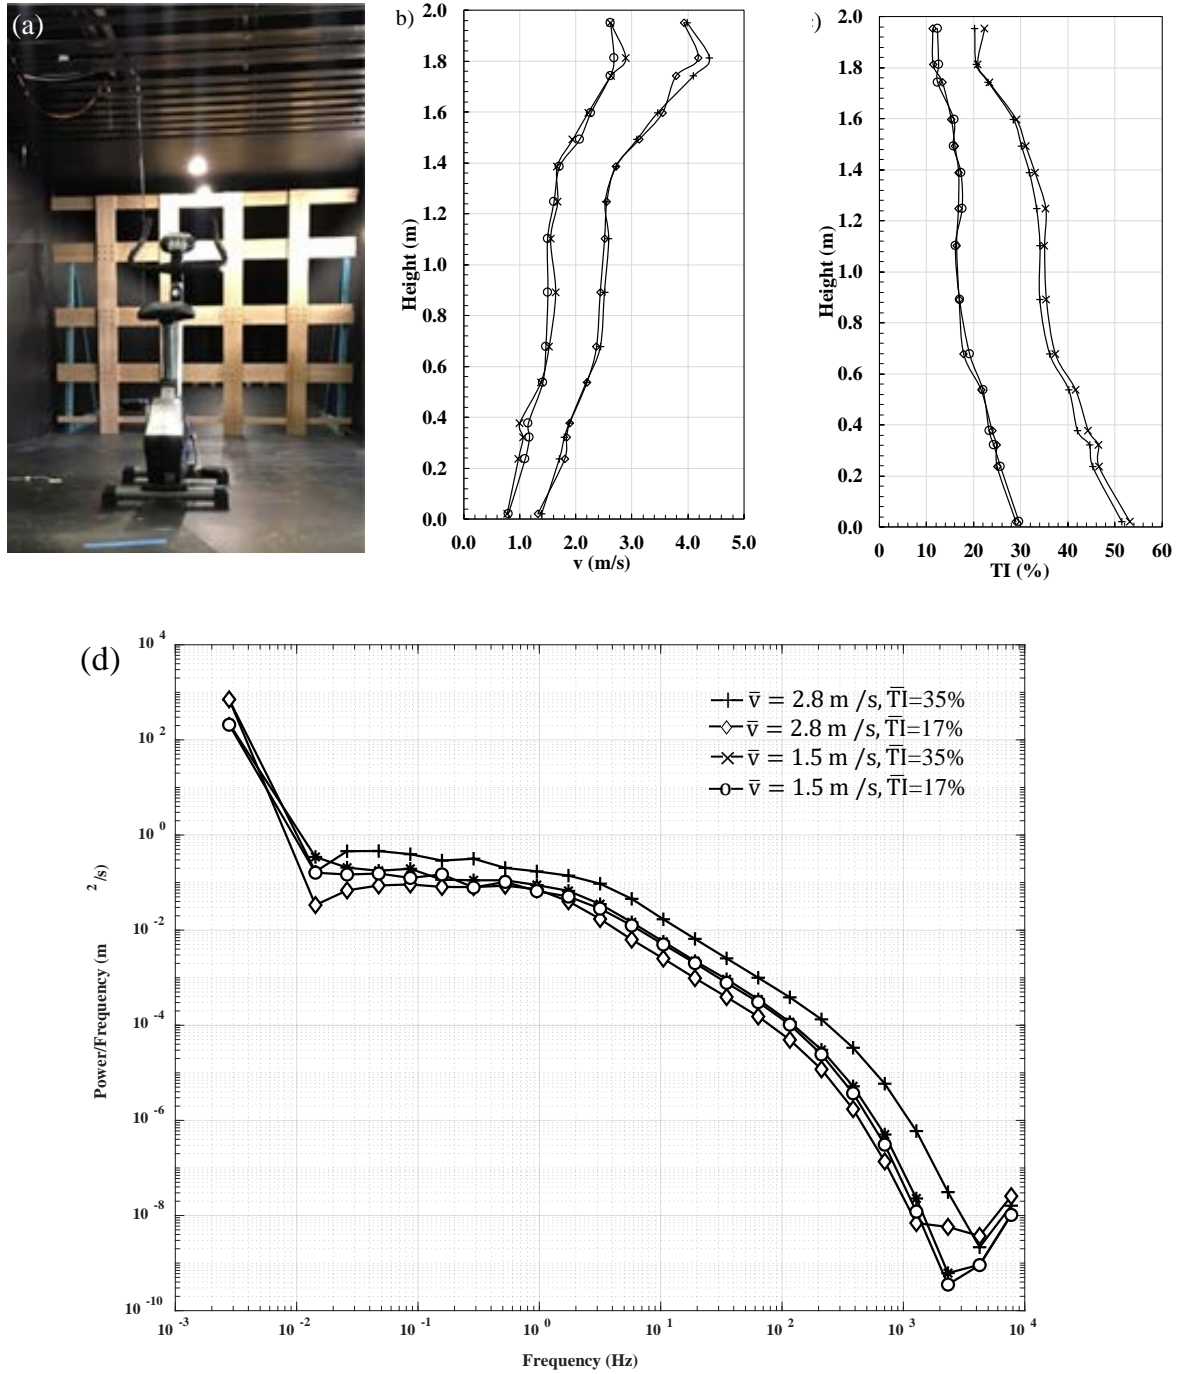 (a)
b)
2.0
1.8
1.6
1.4
1.2
1.0
0.8
0.6
0.4
0.2
0.0
Height (m)
0.0 1.0 2.0 3.0 4.0 5.0
v (m/s)
:)
2.0
1.8
1.6
1.4
1.2
1.0
0.8
0.6
0.4
0.2
0.0
Height (m)
0 10 20 30 40 50 60
TI (%)
(d)
10 4
10 2
10 0
10 -2
10 -4
10 -6
10 -8
10 -10
Power/Frequency (m
2
/s)
v̅ = 2.8 m /s, T̅I̅=35%
v̅ = 2.8 m /s, T̅I̅=17%
v̅ = 1.5 m /s, T̅I̅=35%
v̅ = 1.5 m /s, T̅I̅=17%
10 -3 10 -2 10 -1 10 0 10 1 10 2 10 3 10 4
Frequency (Hz)